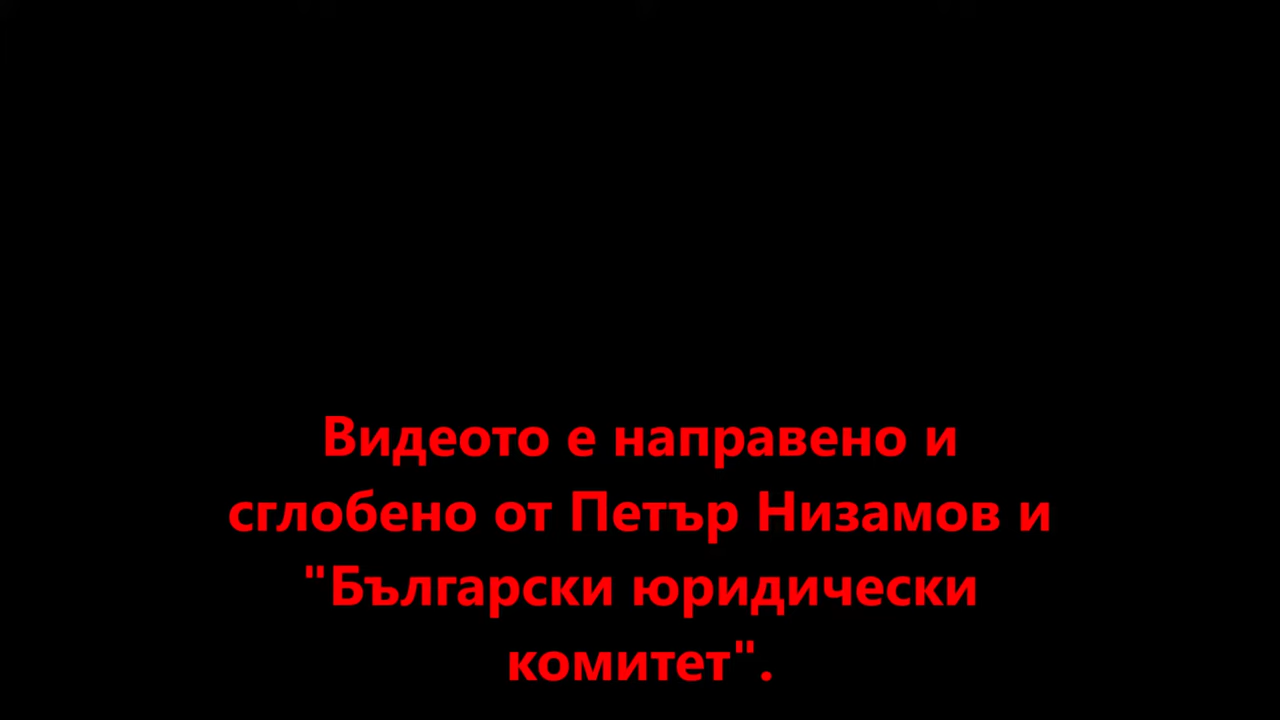 Видеото е направено и
сглобено от Петър Низамов и
"Български юридически
комитет".